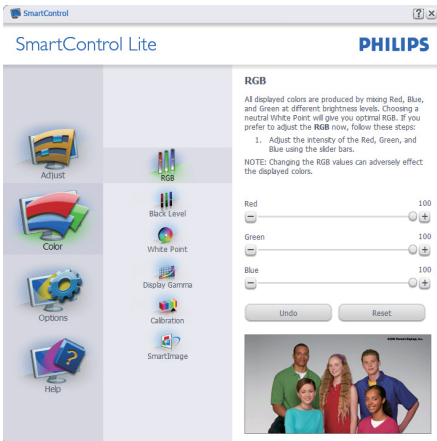 SmartControl
SmartControl Lite
PHILIPS
Adjust
Color
Options
Help
RGB
Black Level
White Point
Display Gamma
Calibration
SmartImage
RGB
All displayed colors are produced by mixing Red, Blue,
and Green at different brightness levels. Choosing a
neutral White Point will give you optimal RGB. If you
prefer to adjust the RGB now, follow these steps:
1. Adjust the intensity of the Red, Green, and
Blue using the slider bars.
NOTE: Changing the RGB values can adversely effect
the displayed colors.
Red 100
Green 100
Blue 100
Undo Reset